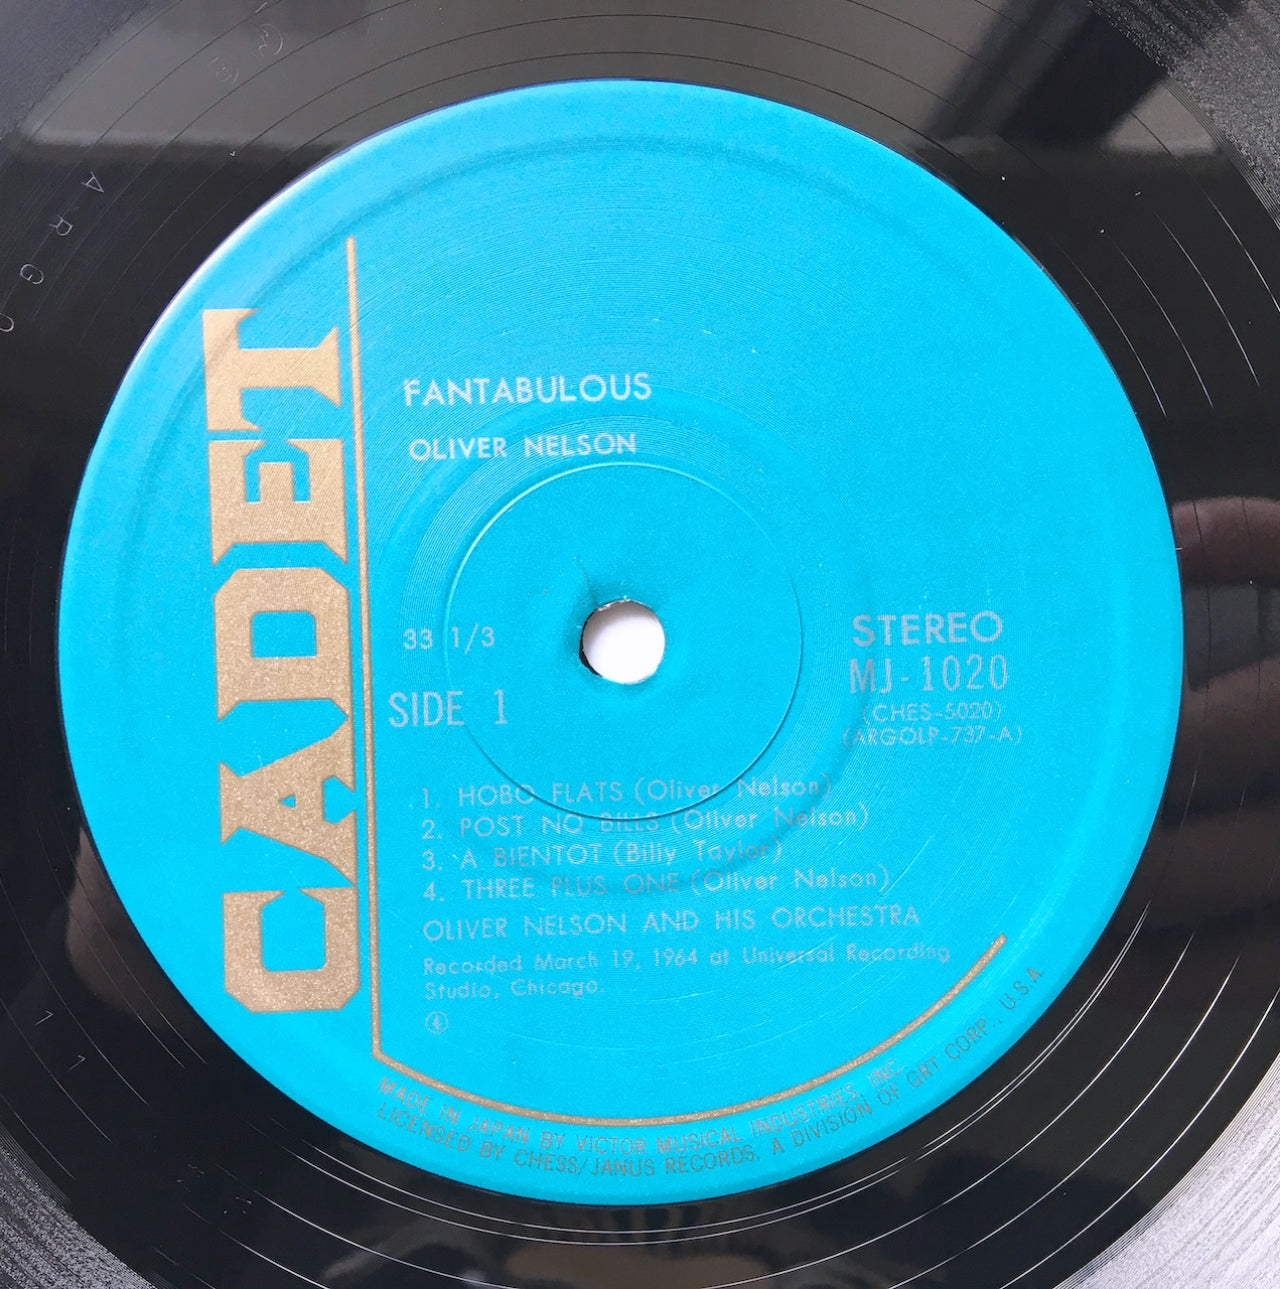 CADET
FANTABULOUS
OLIVER NELSON
33 1/3
SIDE 1
STEREO
MJ-1020
(CHES-5020)
(ARGOLP-737-A)
1. HOBO FLATS (Oliver Nelson)
2. POST NO BILLS (Oliver Nelson)
3. A BIENTOT (Billy Taylor)
4. THREE PLUS ONE (Oliver Nelson)
OLIVER NELSON AND HIS ORCHESTRA
Recorded March 19, 1964 at Universal Recording
Studio, Chicago.
④
MADE IN JAPAN BY VICTOR MUSICAL INDUSTRIES, INC.
LICENSED BY CHESS/JANUS RECORDS, A DIVISION OF GRT CORP., U.S.A.
A R G O
1 1